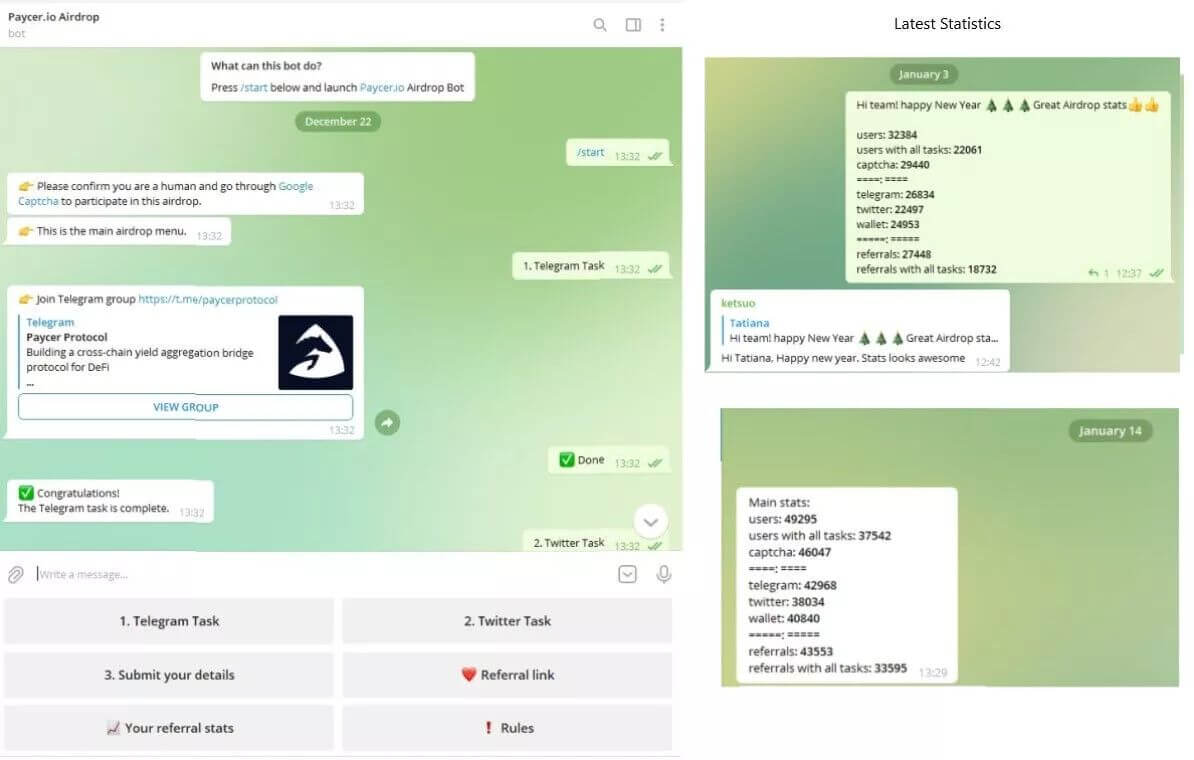 Paycer.io Airdrop
bot
What can this bot do?
Press /start below and launch Paycer.io Airdrop Bot
December 22
/start 13:32
👉 Please confirm you are a human and go through Google
Captcha to participate in this airdrop. 13:32
👉 This is the main airdrop menu. 13:32
1. Telegram Task 13:32
👉 Join Telegram group https://t.me/paycerprotocol
Telegram
Paycer Protocol
Building a cross-chain yield aggregation bridge
protocol for DeFi
...
VIEW GROUP
13:32
✅ Done 13:32
✅ Congratulations!
The Telegram task is complete. 13:32
2. Twitter Task 13:32
Write a message...
1. Telegram Task
2. Twitter Task
3. Submit your details
❤️ Referral link
📈 Your referral stats
❗ Rules
Latest Statistics
January 3
Hi team! happy New Year 🌲 🌲 🌲Great Airdrop stats👍👍
users: 32384
users with all tasks: 22061
captcha: 29440
====: ====
telegram: 26834
twitter: 22497
wallet: 24953
=====: =====
referrals: 27448
referrals with all tasks: 18732
1 12:37
ketsuo
Tatiana
Hi team! happy New Year 🌲 🌲 🌲Great Airdrop sta...
Hi Tatiana, Happy new year. Stats looks awesome 12:42
January 14
Main stats:
users: 49295
users with all tasks: 37542
captcha: 46047
====: ====
telegram: 42968
twitter: 38034
wallet: 40840
=====: =====
referrals: 43553
referrals with all tasks: 33595 13:29